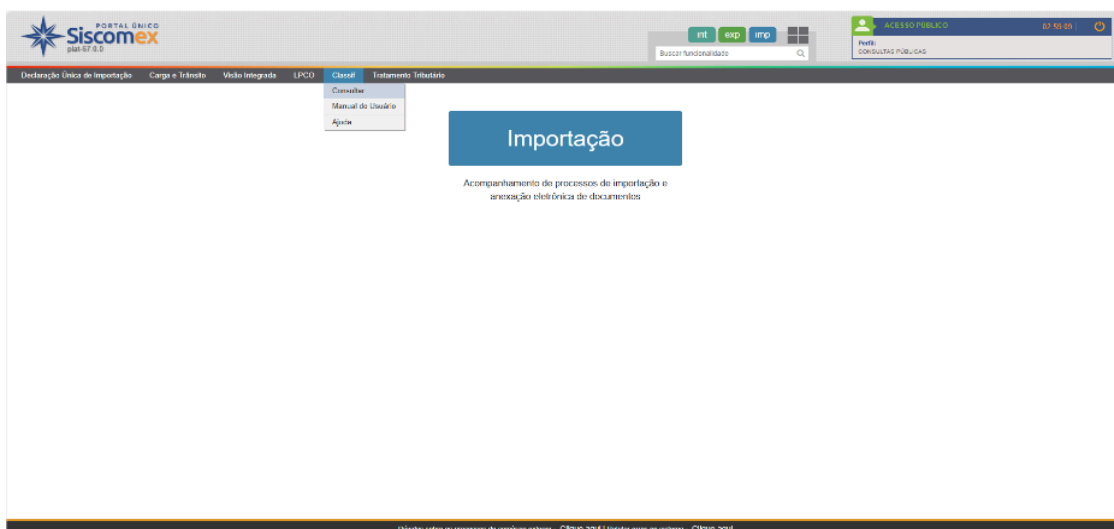 PORTAL ÚNICO
Siscomex
plat-67.0.0
int exp imp
Buscar funcionalidade
ACESSO PÚBLICO
Perfil:
CONSULTAS PÚBLICAS
Declaração Única de Importação Carga e Trânsito Visão Integrada LPCO Classif Tratamento Tributário
Consultar
Manual do Usuário
Ajuda
Importação
Acompanhamento de processos de importação e
anexação eletrônica de documentos
Clique aqui Clique aqui